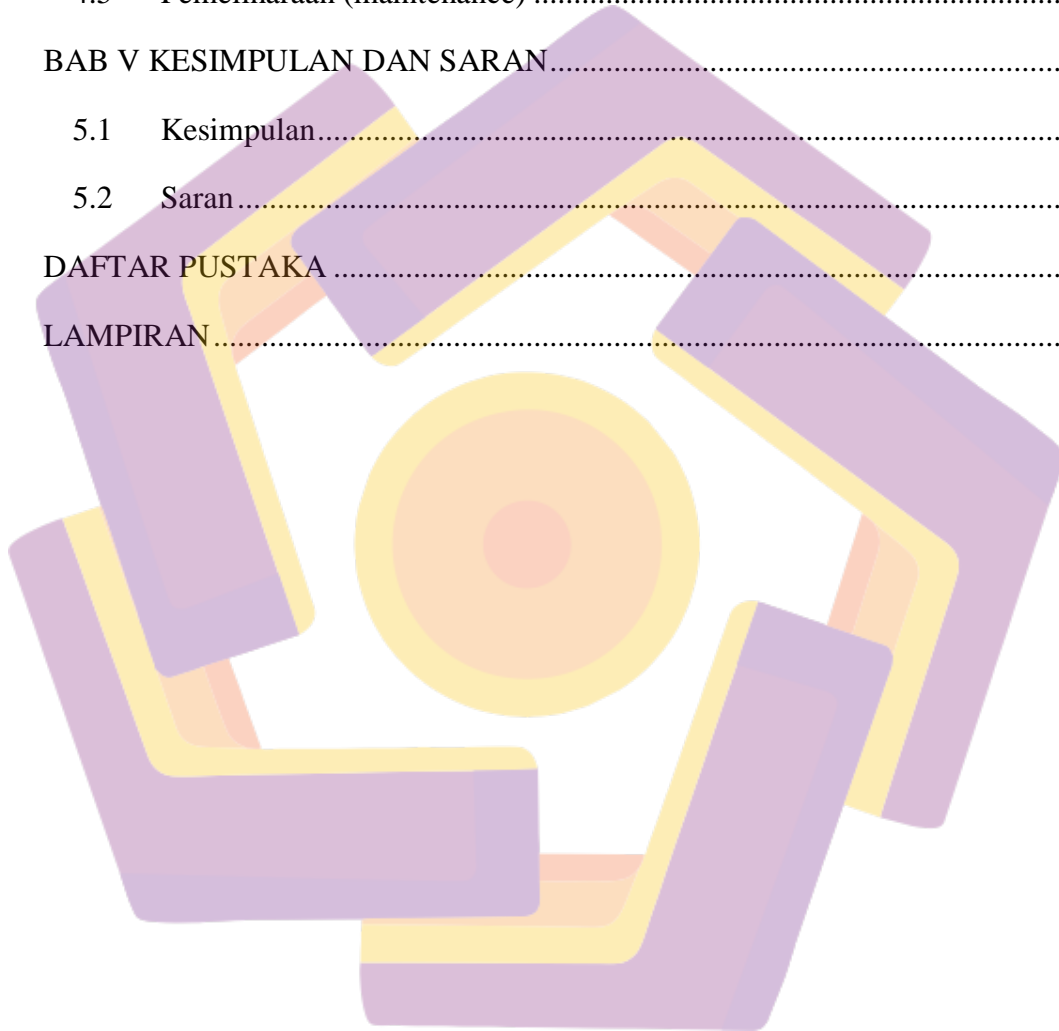 Pemeliharaan (maintenance) ................................................................
BAB V KESIMPULAN DAN SARAN................................................................
5.1 Kesimpulan................................................................
5.2 Saran................................................................
DAFTAR PUSTAKA ................................................................
LAMPIRAN................................................................